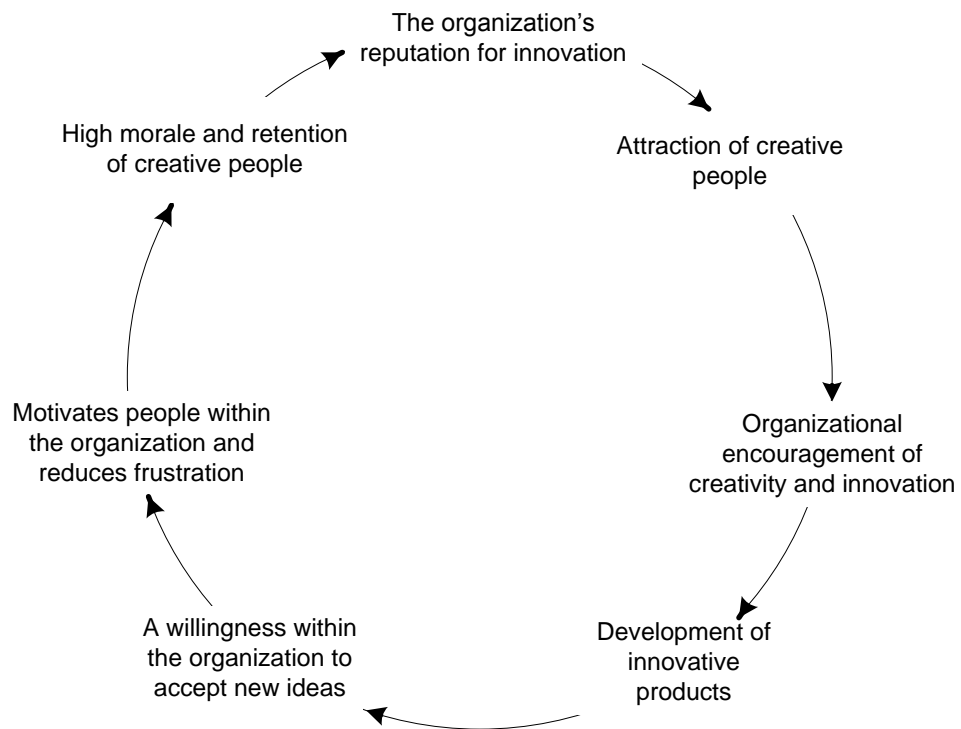 The organization’s
reputation for innovation
Attraction of creative
people
Organizational
encouragement of
creativity and innovation
Development of
innovative
products
A willingness within
the organization to
accept new ideas
Motivates people within
the organization and
reduces frustration
High morale and retention
of creative people